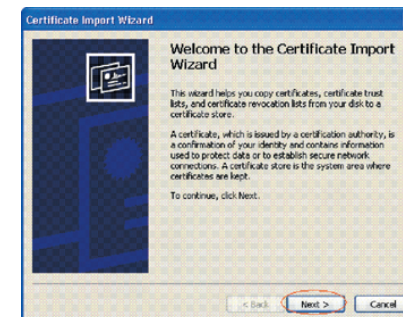 Certificate Import Wizard
Welcome to the Certificate Import
Wizard
This wizard helps you copy certificates, certificate trust
lists, and certificate revocation lists from your disk to a
certificate store.
A certificate, which is issued by a certification authority, is
a confirmation of your identity and contains information
used to protect data or to establish secure network
connections. A certificate store is the system area where
certificates are kept.
To continue, click Next.
< Back
Next >
Cancel